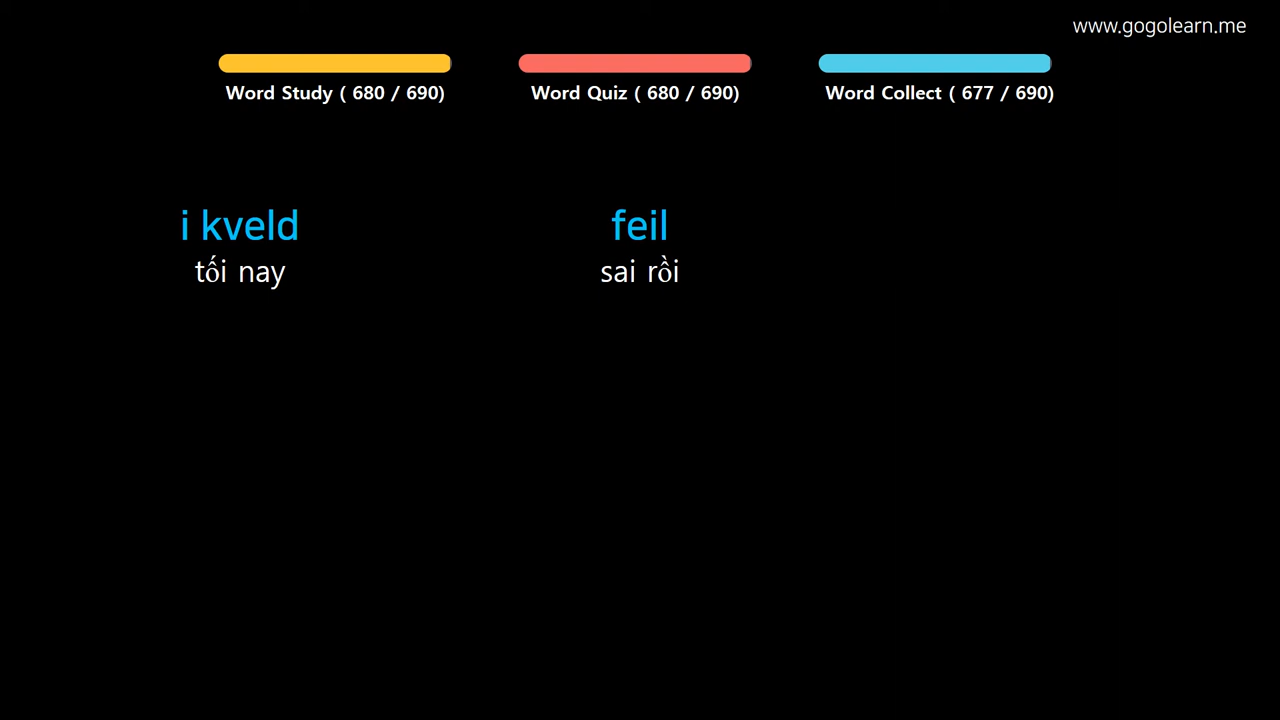 www.gogolearn.me
Word Study ( 680 / 690)
Word Quiz ( 680 / 690)
Word Collect ( 677 / 690)
i kveld
tối nay
feil
sai rồi